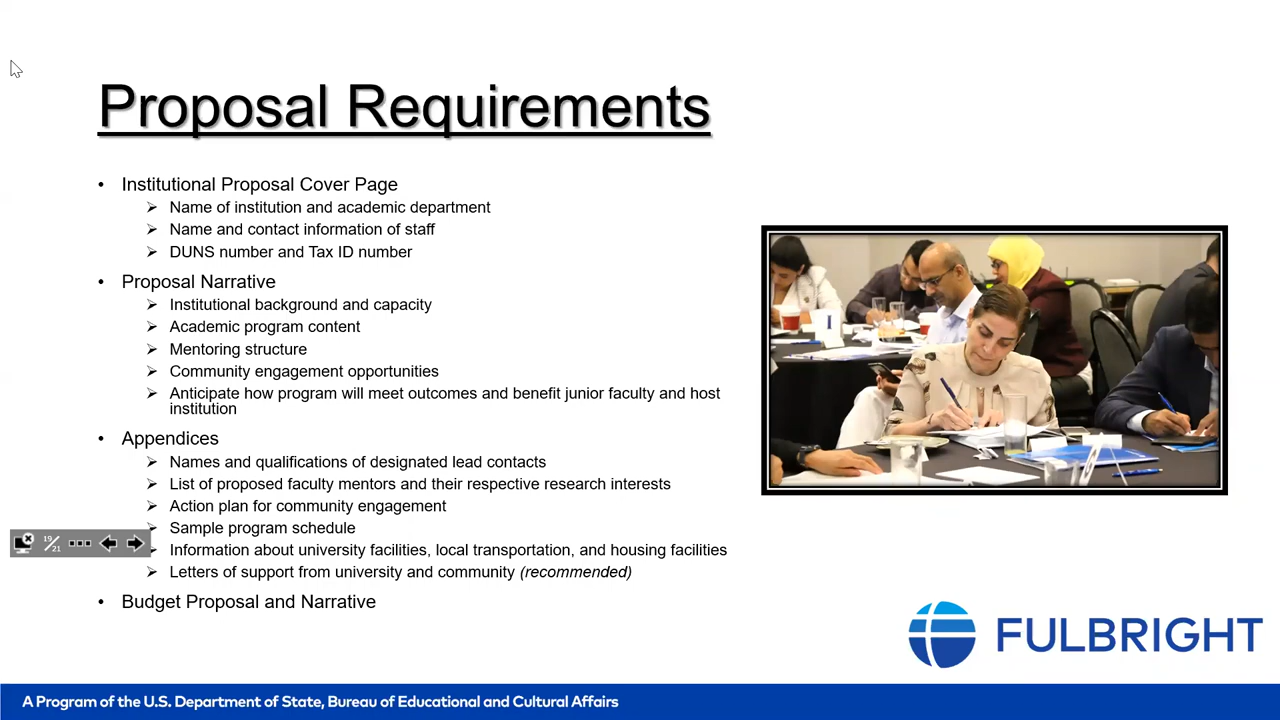 Proposal Requirements
• Institutional Proposal Cover Page
➢ Name of institution and academic department
➢ Name and contact information of staff
➢ DUNS number and Tax ID number
• Proposal Narrative
➢ Institutional background and capacity
➢ Academic program content
➢ Mentoring structure
➢ Community engagement opportunities
➢ Anticipate how program will meet outcomes and benefit junior faculty and host
institution
• Appendices
➢ Names and qualifications of designated lead contacts
➢ List of proposed faculty mentors and their respective research interests
➢ Action plan for community engagement
➢ Sample program schedule
➢ Information about university facilities, local transportation, and housing facilities
➢ Letters of support from university and community (recommended)
• Budget Proposal and Narrative
19/21
FULBRIGHT
A Program of the U.S. Department of State, Bureau of Educational and Cultural Affairs